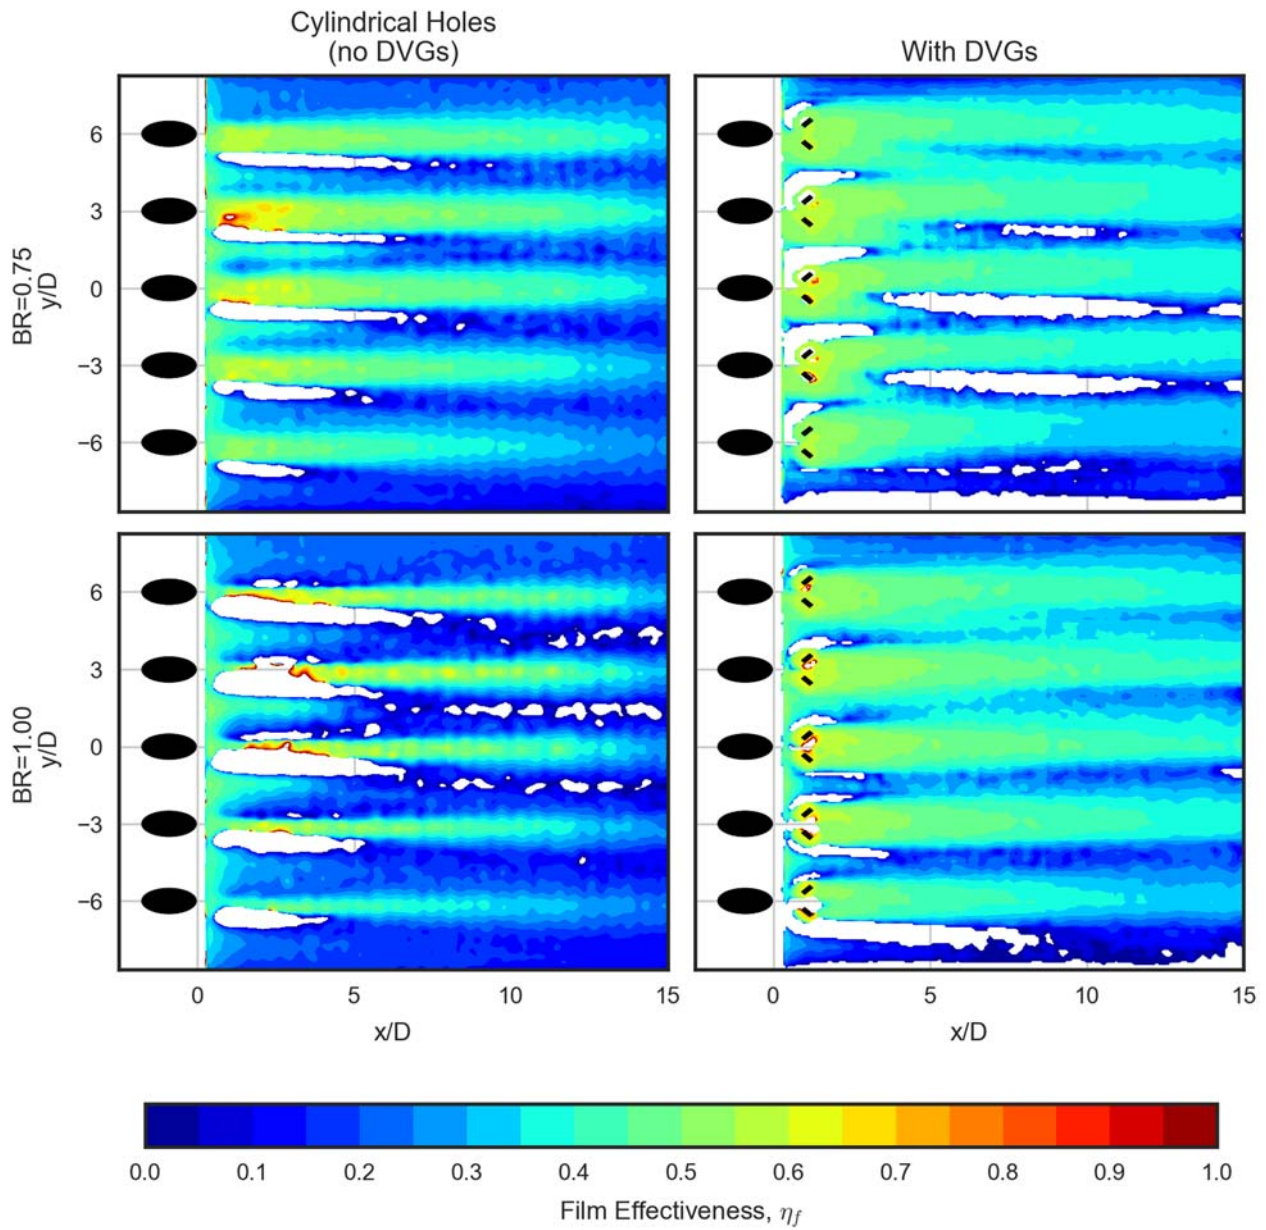 Cylindrical Holes
(no DVGs)
With DVGs
BR=0.75
y/D
6
3
0
−3
−6
BR=1.00
y/D
6
3
0
−3
−6
0 5 10 15
0 5 10 15
x/D
x/D
0.0 0.1 0.2 0.3 0.4 0.5 0.6 0.7 0.8 0.9 1.0
Film Effectiveness, η_f